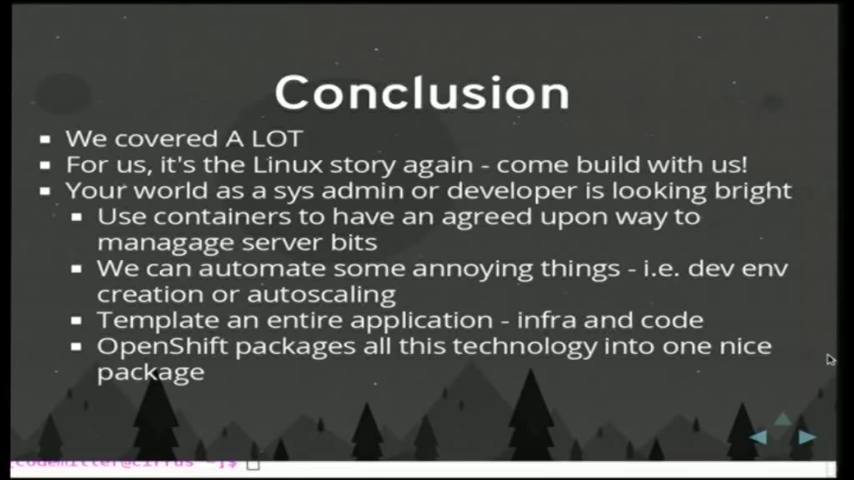 Conclusion
We covered A LOT
For us, it's the Linux story again - come build with us!
Your world as a sys admin or developer is looking bright
Use containers to have an agreed upon way to
managage server bits
We can automate some annoying things - i.e. dev env
creation or autoscaling
Template an entire application - infra and code
OpenShift packages all this technology into one nice
package
codemiller@cirrus ~]$